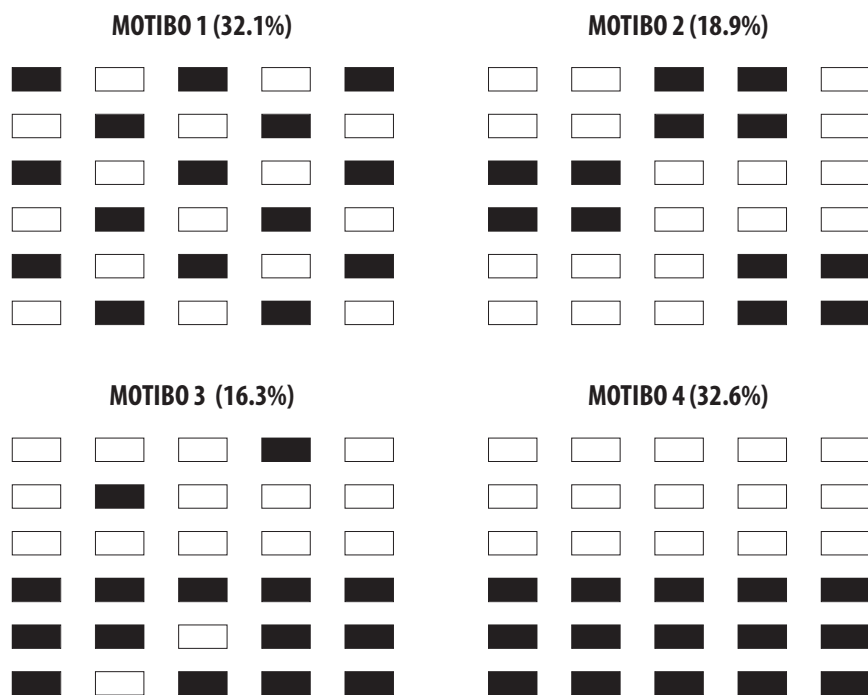 MOTIBO 1 (32.1%)
MOTIBO 2 (18.9%)
MOTIBO 3 (16.3%)
MOTIBO 4 (32.6%)